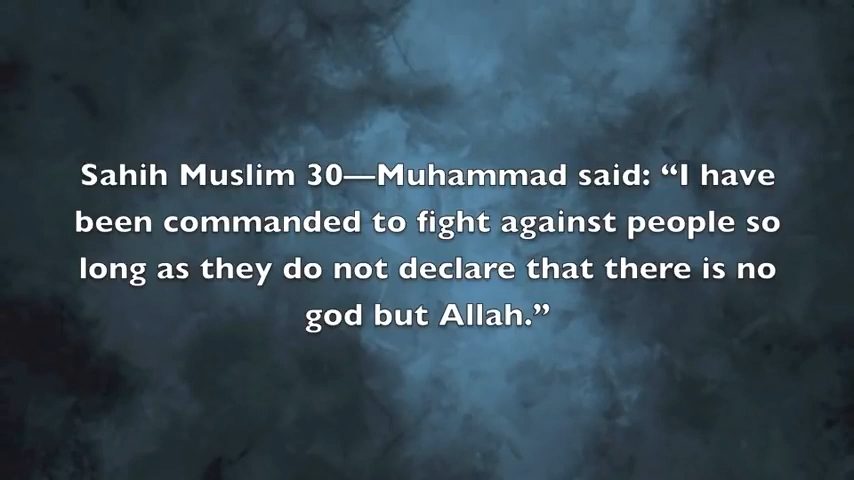 Sahih Muslim 30—Muhammad said: “I have
been commanded to fight against people so
long as they do not declare that there is no
god but Allah.”